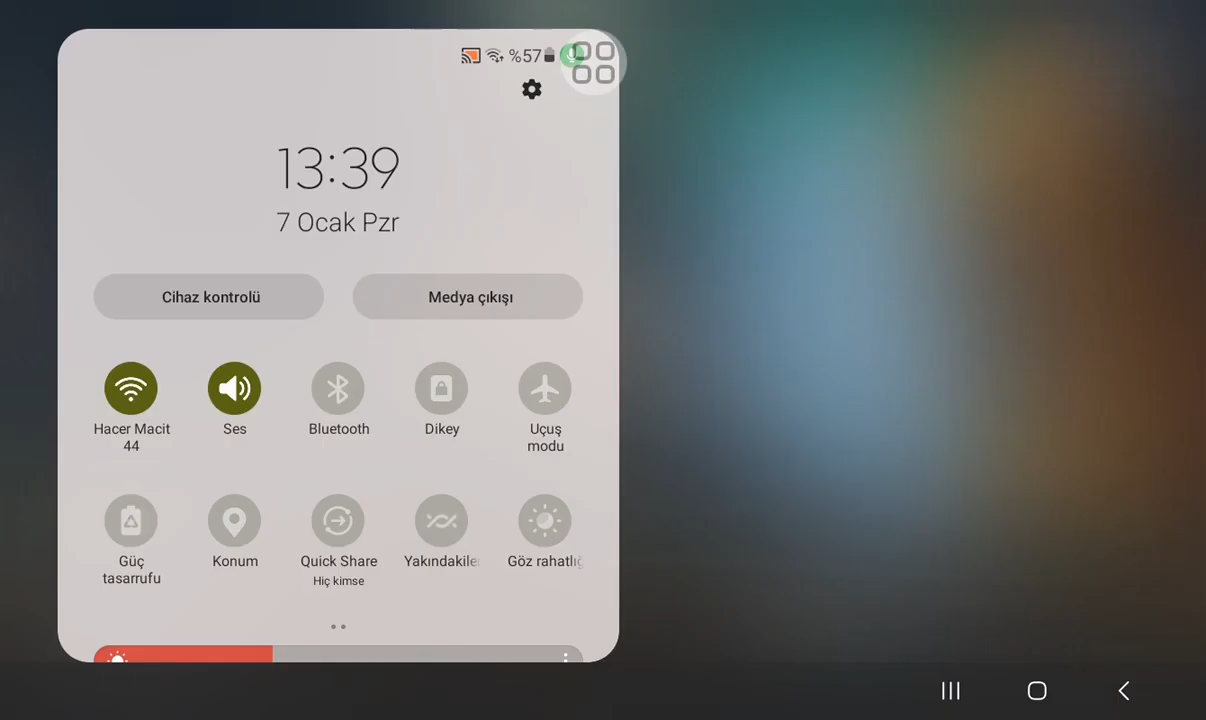 %57
13:39
7 Ocak Pzr
Cihaz kontrolü
Medya çıkışı
Hacer Macit
44
Ses
Bluetooth
Dikey
Uçuş
modu
Güç
tasarrufu
Konum
Quick Share
Hiç kimse
Yakındakile
Göz rahatlığ